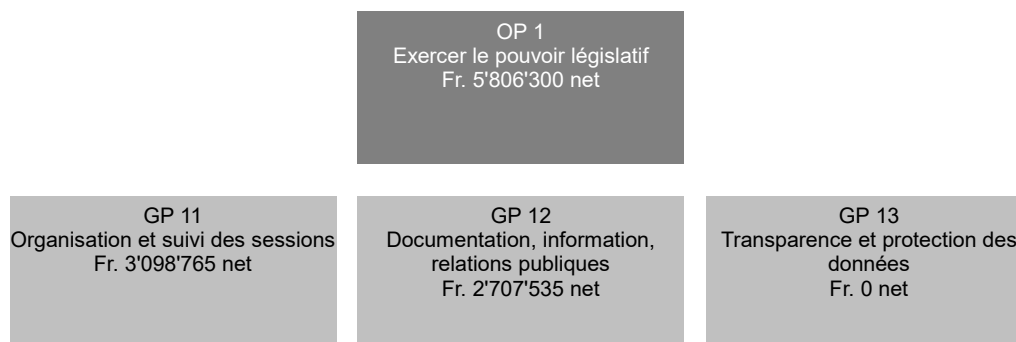 OP 1
Exercer le pouvoir législatif
Fr. 5'806'300 net
GP 11
Organisation et suivi des sessions
Fr. 3'098'765 net
GP 12
Documentation, information,
relations publiques
Fr. 2'707'535 net
GP 13
Transparence et protection des
données
Fr. 0 net